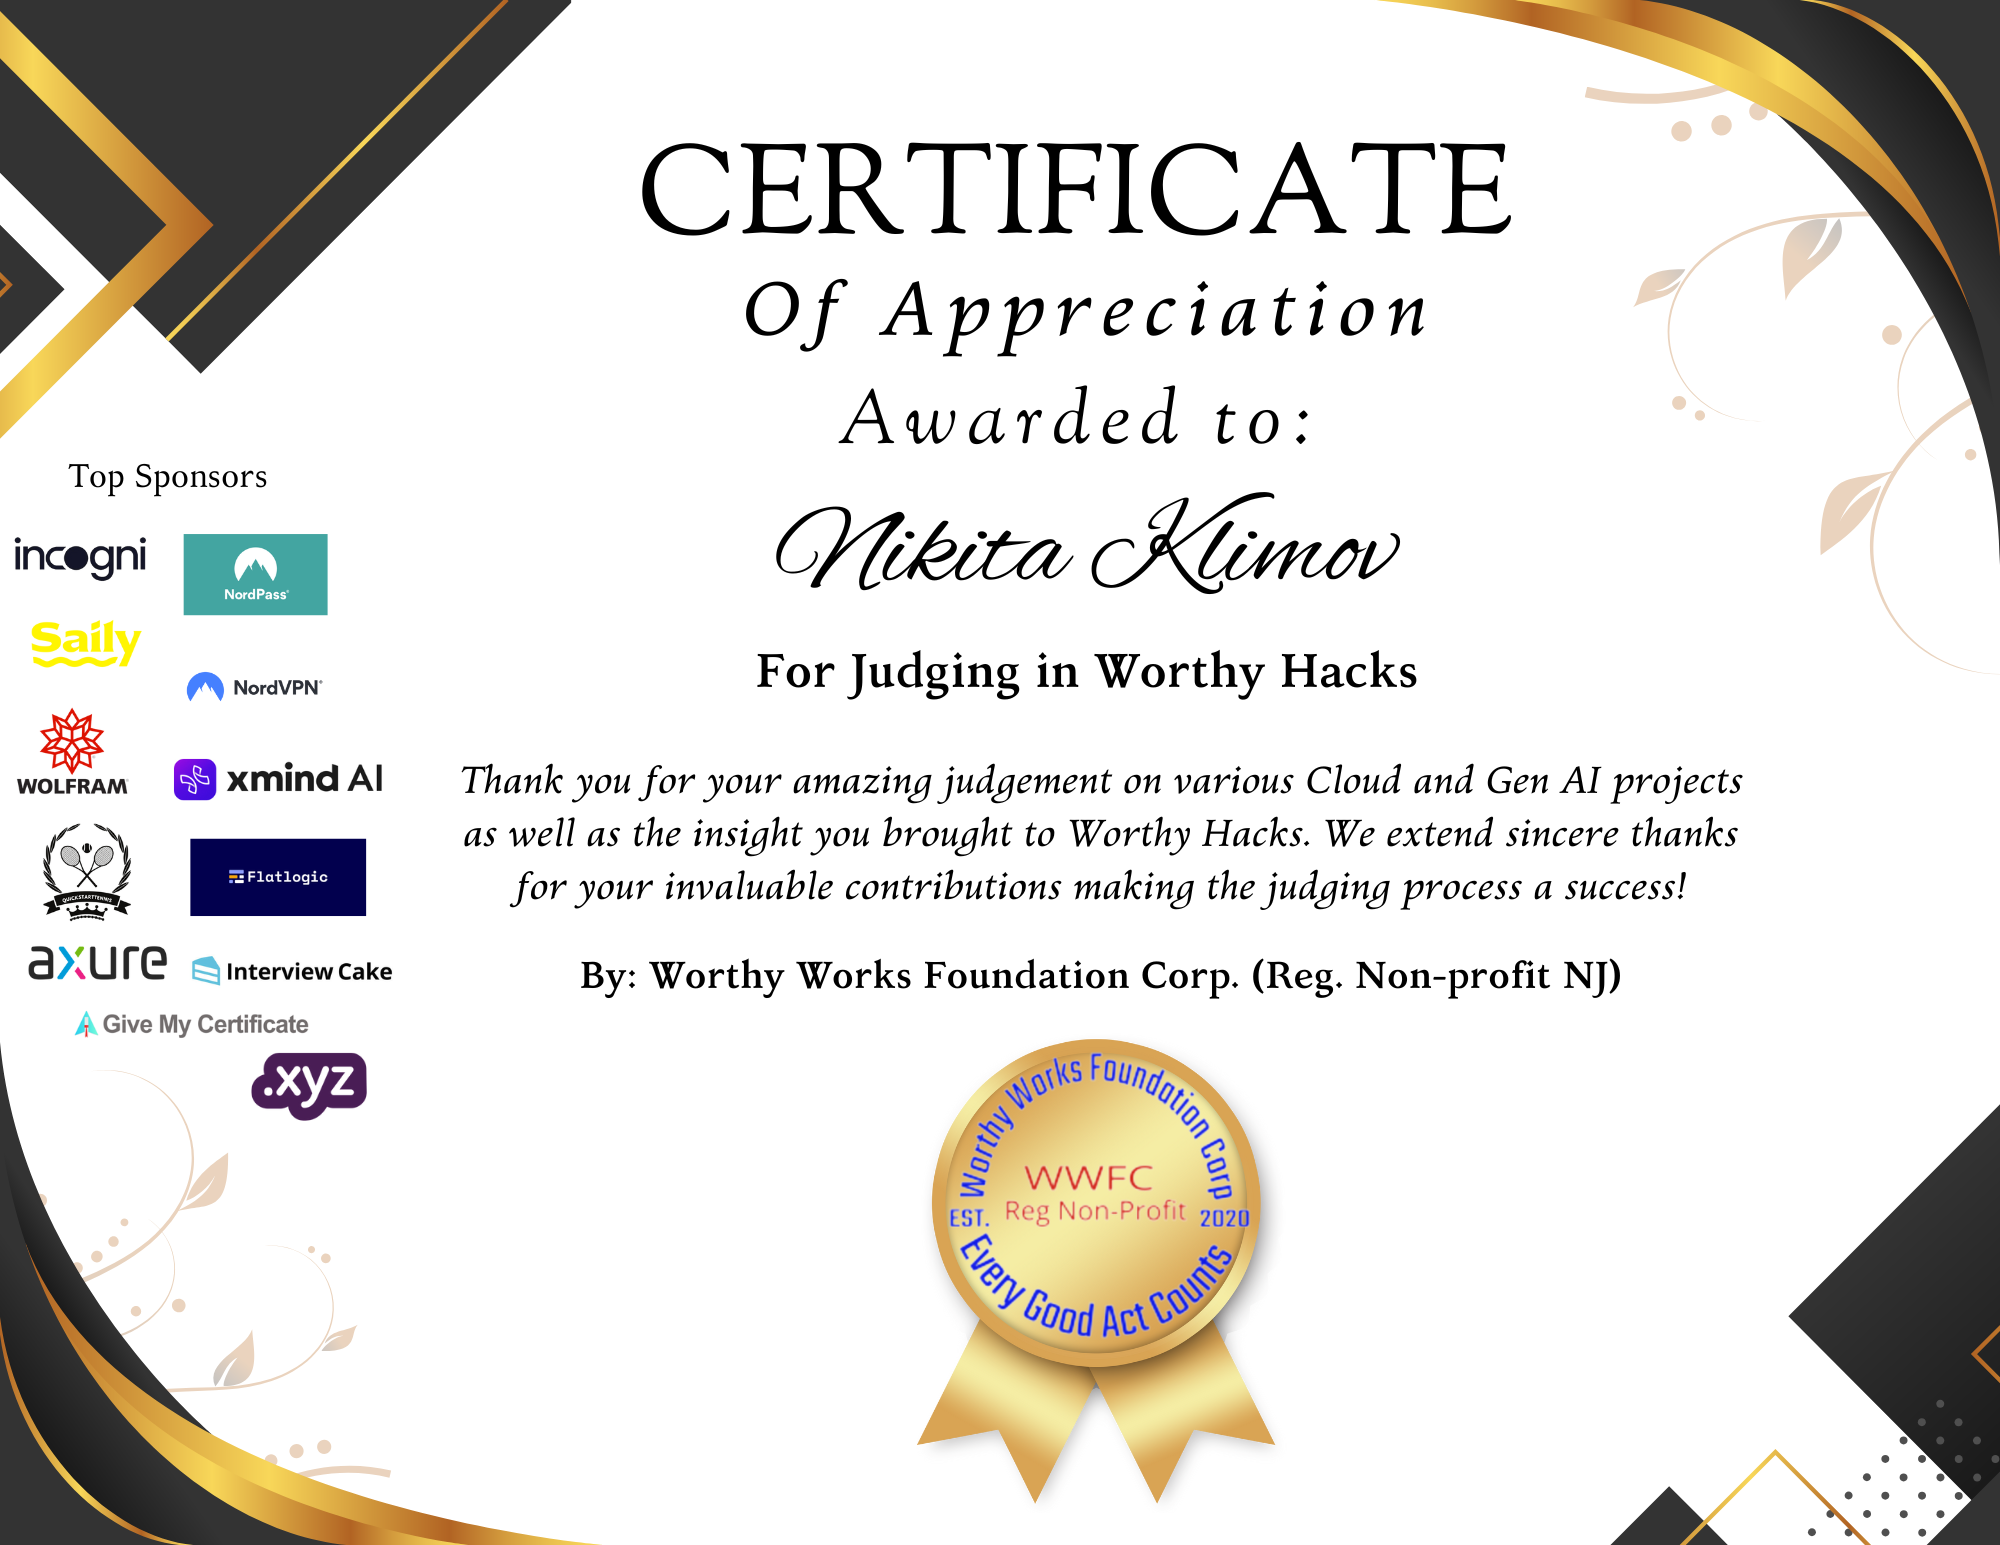 CERTIFICATE
Of Appreciation
Awarded to:
Nikita Klimov
For Judging in Worthy Hacks
Thank you for your amazing judgement on various Cloud and Gen AI projects
as well as the insight you brought to Worthy Hacks. We extend sincere thanks
for your invaluable contributions making the judging process a success!
By: Worthy Works Foundation Corp. (Reg. Non-profit NJ)
Top Sponsors
incogni
NordPass®
Saily
NordVPN®
WOLFRAM
xmind AI
QUICKSTARTTENNIS
Flatlogic
axure
Interview Cake
Give My Certificate
.xyz
Worthy Works Foundation Corp
WWFC
Reg Non-Profit
EST. 2020
Every Good Act Counts